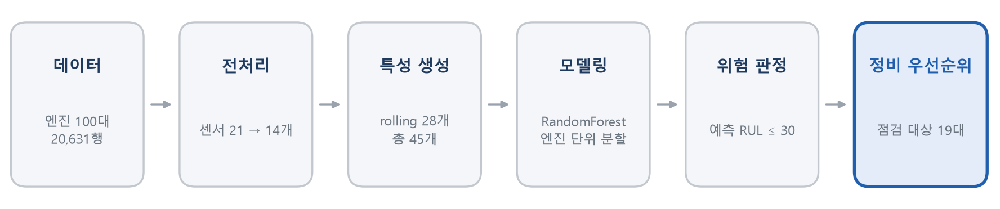 데이터
엔진 100대
20,631행
전처리
센서 21 → 14개
특성 생성
rolling 28개
총 45개
모델링
RandomForest
엔진 단위 분할
위험 판정
예측 RUL ≤ 30
정비 우선순위
점검 대상 19대